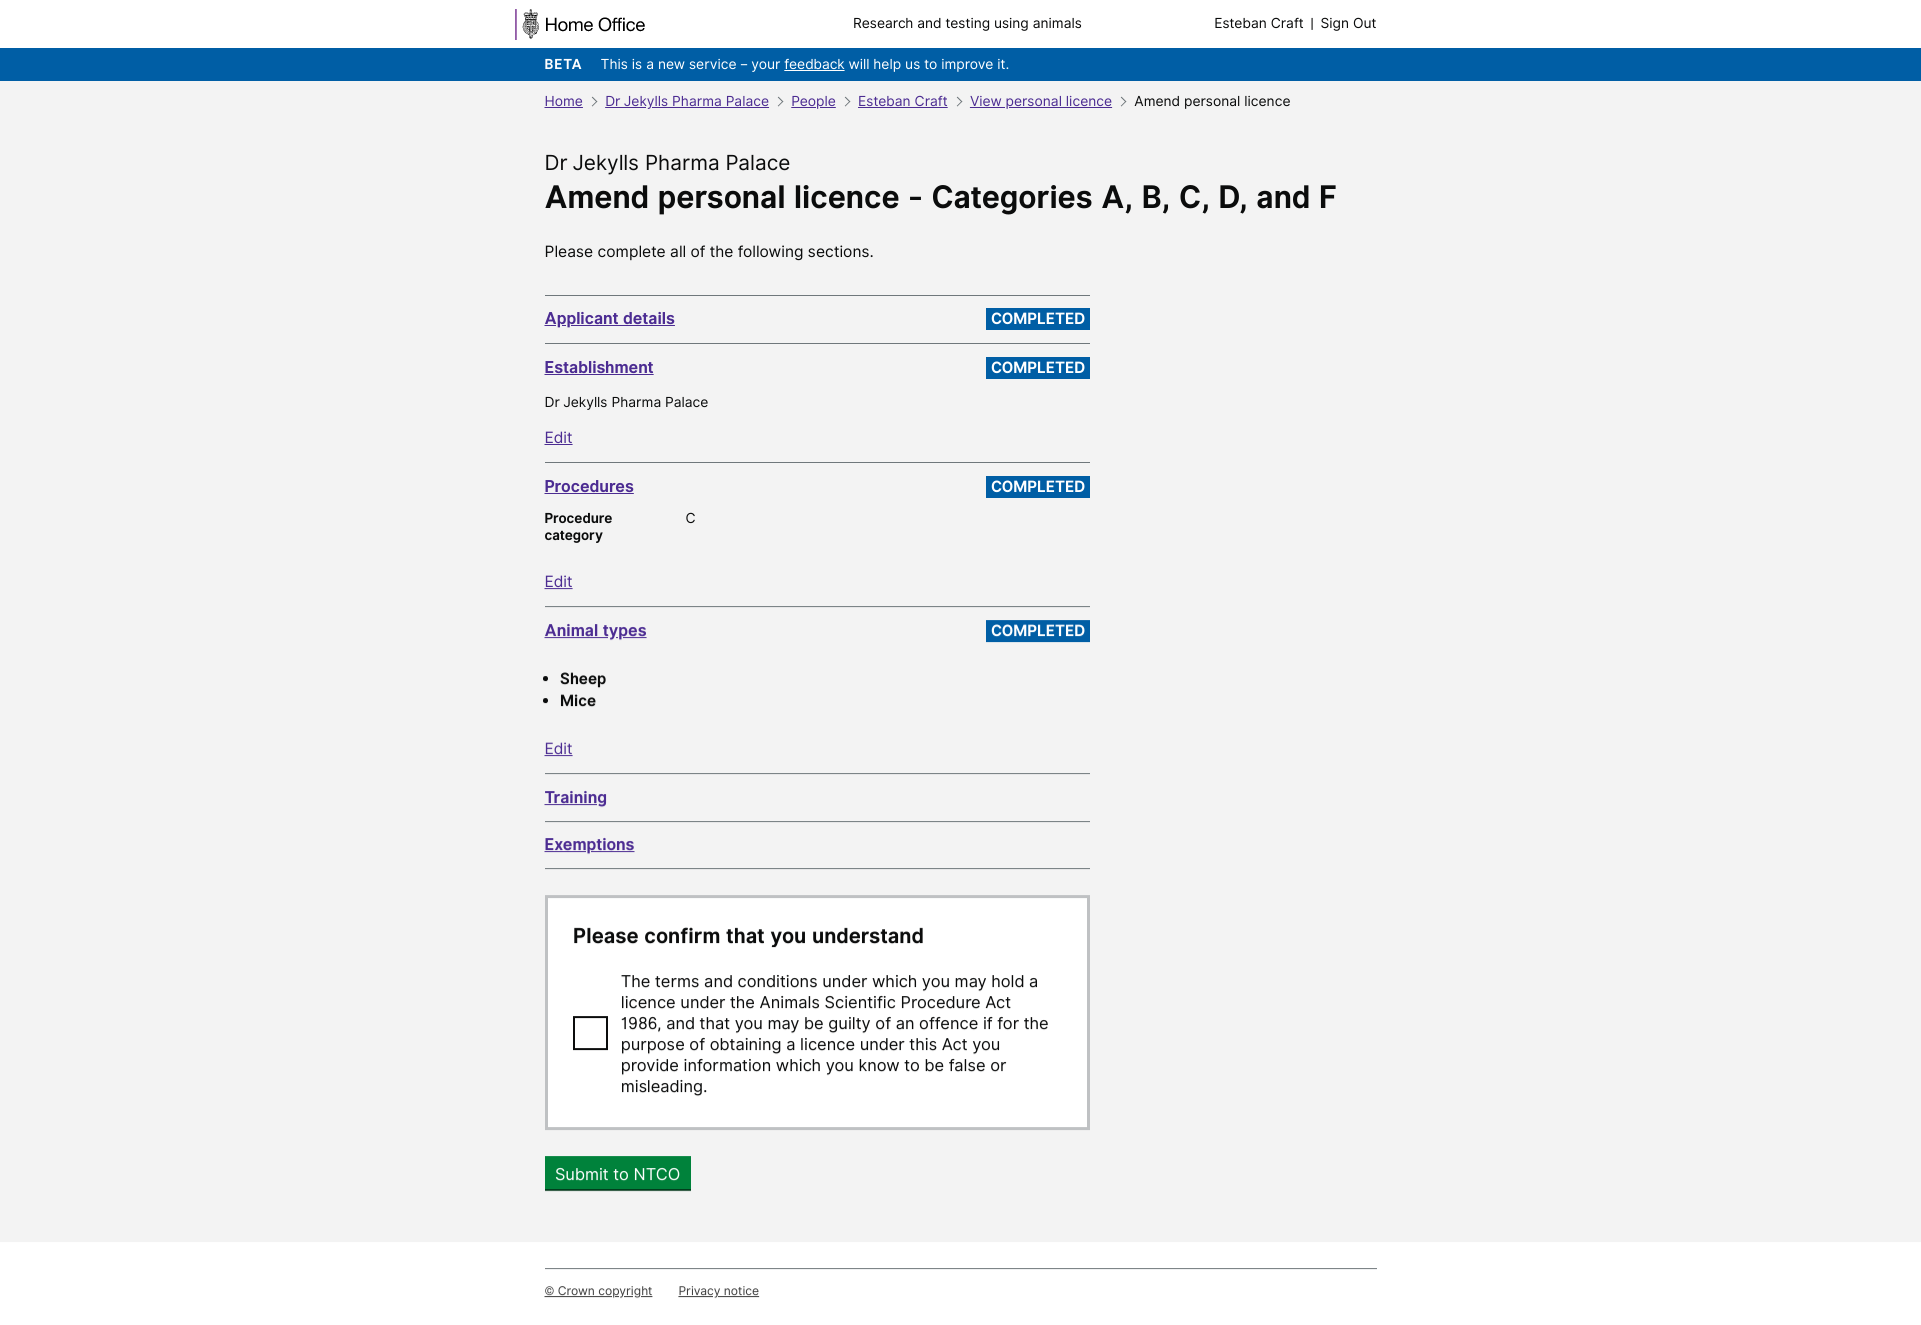 Home Office
Research and testing using animals
Esteban Craft | Sign Out
BETA This is a new service – your feedback will help us to improve it.
Home > Dr Jekylls Pharma Palace > People > Esteban Craft > View personal licence > Amend personal licence
Dr Jekylls Pharma Palace
Amend personal licence - Categories A, B, C, D, and F
Please complete all of the following sections.
Applicant details COMPLETED
Establishment COMPLETED
Dr Jekylls Pharma Palace
Edit
Procedures COMPLETED
Procedure C
category
Edit
Animal types COMPLETED
• Sheep
• Mice
Edit
Training
Exemptions
Please confirm that you understand
The terms and conditions under which you may hold a
licence under the Animals Scientific Procedure Act
1986, and that you may be guilty of an offence if for the
purpose of obtaining a licence under this Act you
provide information which you know to be false or
misleading.
Submit to NTCO
© Crown copyright Privacy notice